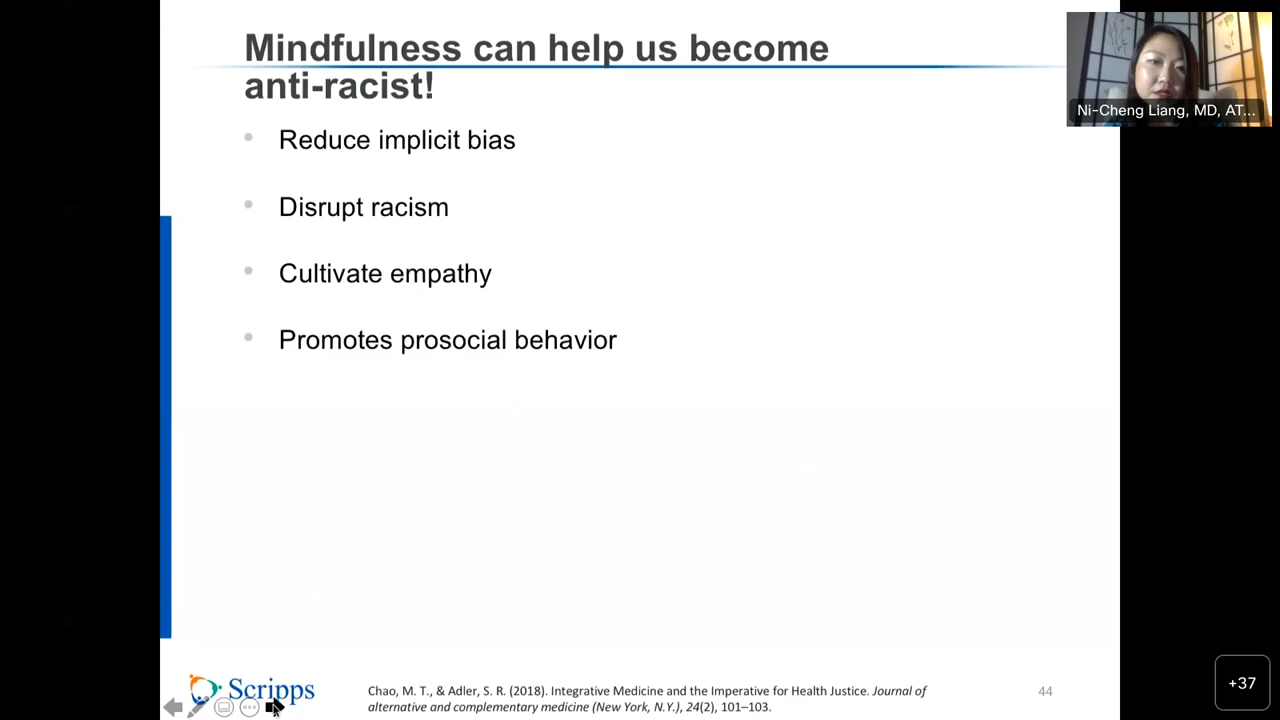 Mindfulness can help us become
anti-racist!
• Reduce implicit bias
• Disrupt racism
• Cultivate empathy
• Promotes prosocial behavior
Ni-Cheng Liang, MD, AT...
Scripps
Chao, M. T., & Adler, S. R. (2018). Integrative Medicine and the Imperative for Health Justice. Journal of
alternative and complementary medicine (New York, N.Y.), 24(2), 101–103.
44
+37